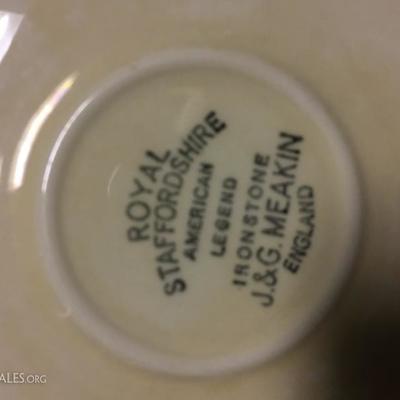 ROYAL
STAFFORDSHIRE
AMERICAN
LEGEND
IRONSTONE
J.&G. MEAKIN
ENGLAND
ALES.ORG